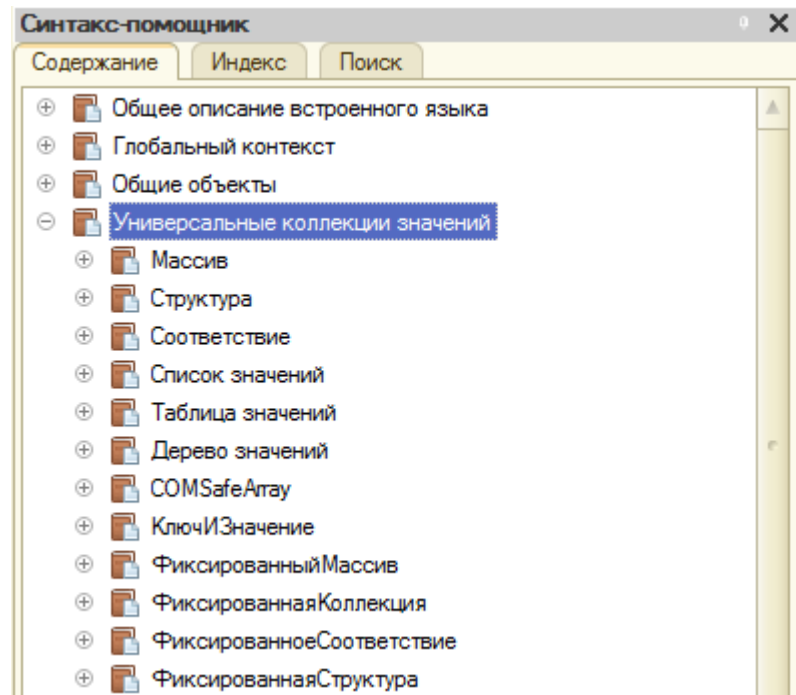 Синтакс-помощник
Содержание Индекс Поиск
Общее описание встроенного языка
Глобальный контекст
Общие объекты
Универсальные коллекции значений
Массив
Структура
Соответствие
Список значений
Таблица значений
Дерево значений
COMSafeArray
КлючИЗначение
ФиксированныйМассив
ФиксированнаяКоллекция
ФиксированноеСоответствие
ФиксированнаяСтруктура